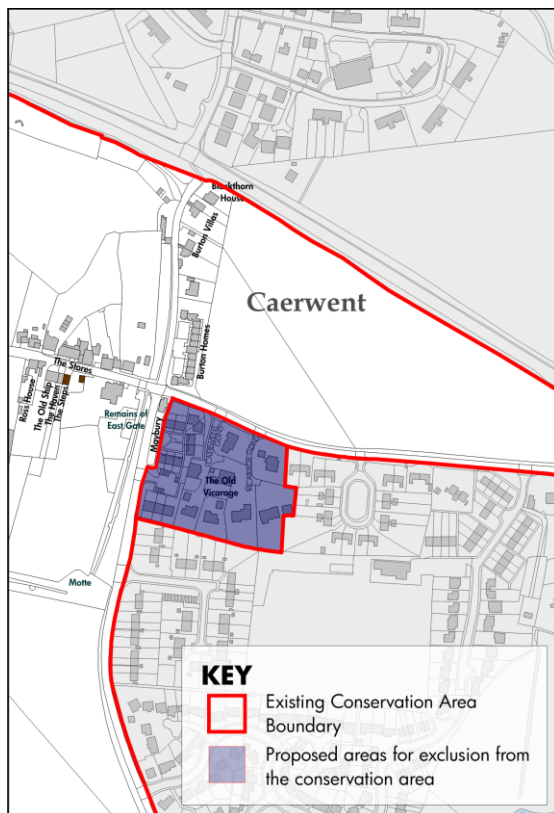 Blackthorn
House
Burton Villas
Caerwent
Burton Homes
The Stores
Ross House
The Old Ship
The Haven
The Steps
Remains of
East Gate
Maybury
The Old
Vicarage
Motte
KEY
Existing Conservation Area
Boundary
Proposed areas for exclusion from
the conservation area